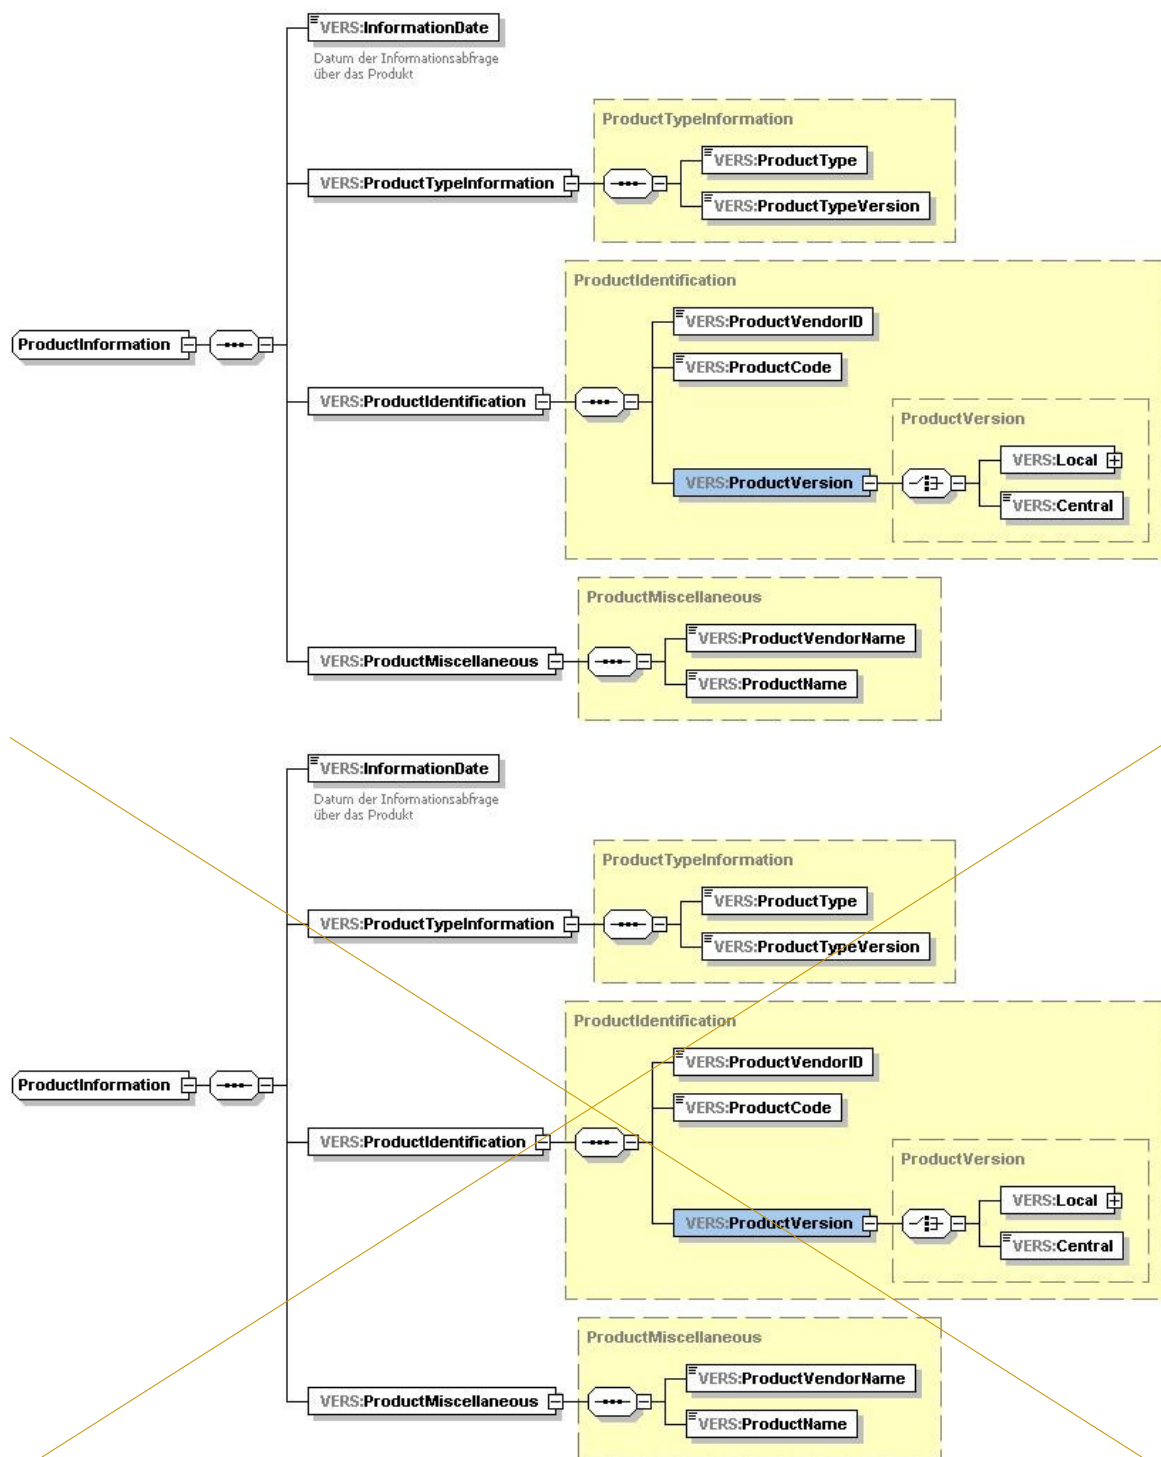 VERS:InformationDate
Datum der Informationsabfrage
über das Produkt
ProductTypeInformation
VERS:ProductType
VERS:ProductTypeInformation
VERS:ProductTypeVersion
ProductIdentification
VERS:ProductVendorID
ProductInformation
VERS:ProductCode
VERS:ProductIdentification
ProductVersion
VERS:Local
VERS:ProductVersion
VERS:Central
ProductMiscellaneous
VERS:ProductVendorName
VERS:ProductMiscellaneous
VERS:ProductName
VERS:InformationDate
Datum der Informationsabfrage
über das Produkt
ProductTypeInformation
VERS:ProductType
VERS:ProductTypeInformation
VERS:ProductTypeVersion
ProductIdentification
VERS:ProductVendorID
ProductInformation
VERS:ProductCode
VERS:ProductIdentification
ProductVersion
VERS:Local
VERS:ProductVersion
VERS:Central
ProductMiscellaneous
VERS:ProductVendorName
VERS:ProductMiscellaneous
VERS:ProductName